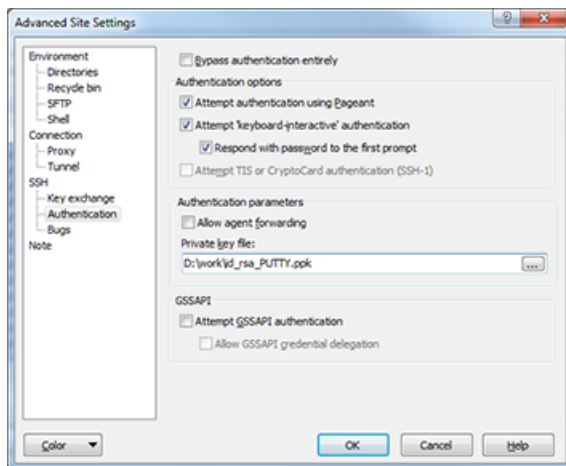 Advanced Site Settings
Environment
Directories
Recycle bin
SFTP
Shell
Connection
Proxy
Tunnel
SSH
Key exchange
Authentication
Bugs
Note
Bypass authentication entirely
Authentication options
Attempt authentication using Pageant
Attempt 'keyboard-interactive' authentication
Respond with password to the first prompt
Attempt TIS or CryptoCard authentication (SSH-1)
Authentication parameters
Allow agent forwarding
Private key file:
D:\work\id_rsa_PUTTY.ppk
...
GSSAPI
Attempt GSSAPI authentication
Allow GSSAPI credential delegation
Color
OK
Cancel
Help